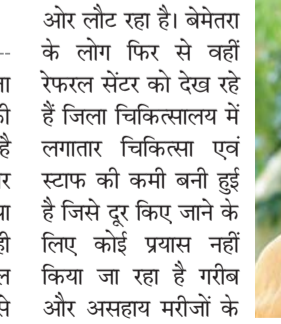 ओर लौट रहा है। बेमेतरा
के लोग फिर से वहीं
रेफरल सेंटर को देख रहे
हैं जिला चिकित्सालय में
लगातार चिकित्सा एवं
स्टाफ की कमी बनी हुई
है जिसे दूर किए जाने के
लिए कोई प्रयास नहीं
किया जा रहा है गरीब
और असहाय मरीजों के